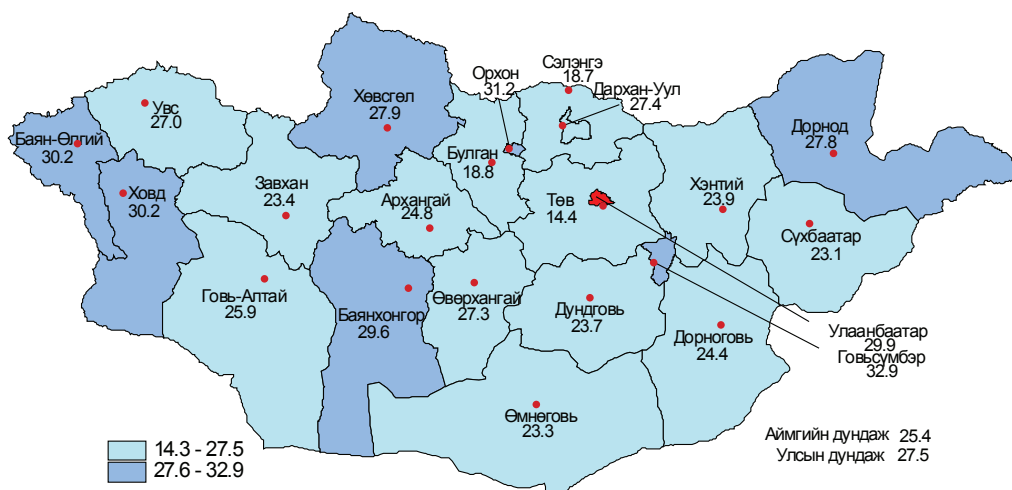 Сэлэнгэ
18.7
Орхон
31.2
Дархан-Уул
27.4
Хөвсгөл
27.9
Увс
27.0
Баян-Өлгий
30.2
Дорнод
27.8
Булган
18.8
Ховд
30.2
Завхан
23.4
Архангай
24.8
Төв
14.4
Хэнтий
23.9
Сүхбаатар
23.1
Говь-Алтай
25.9
Баянхонгор
29.6
Өвөрхангай
27.3
Дундговь
23.7
Дорноговь
24.4
Улаанбаатар
29.9
Говьсүмбэр
32.9
Өмнөговь
23.3
14.3 - 27.5
27.6 - 32.9
Аймгийн дундаж 25.4
Улсын дундаж 27.5